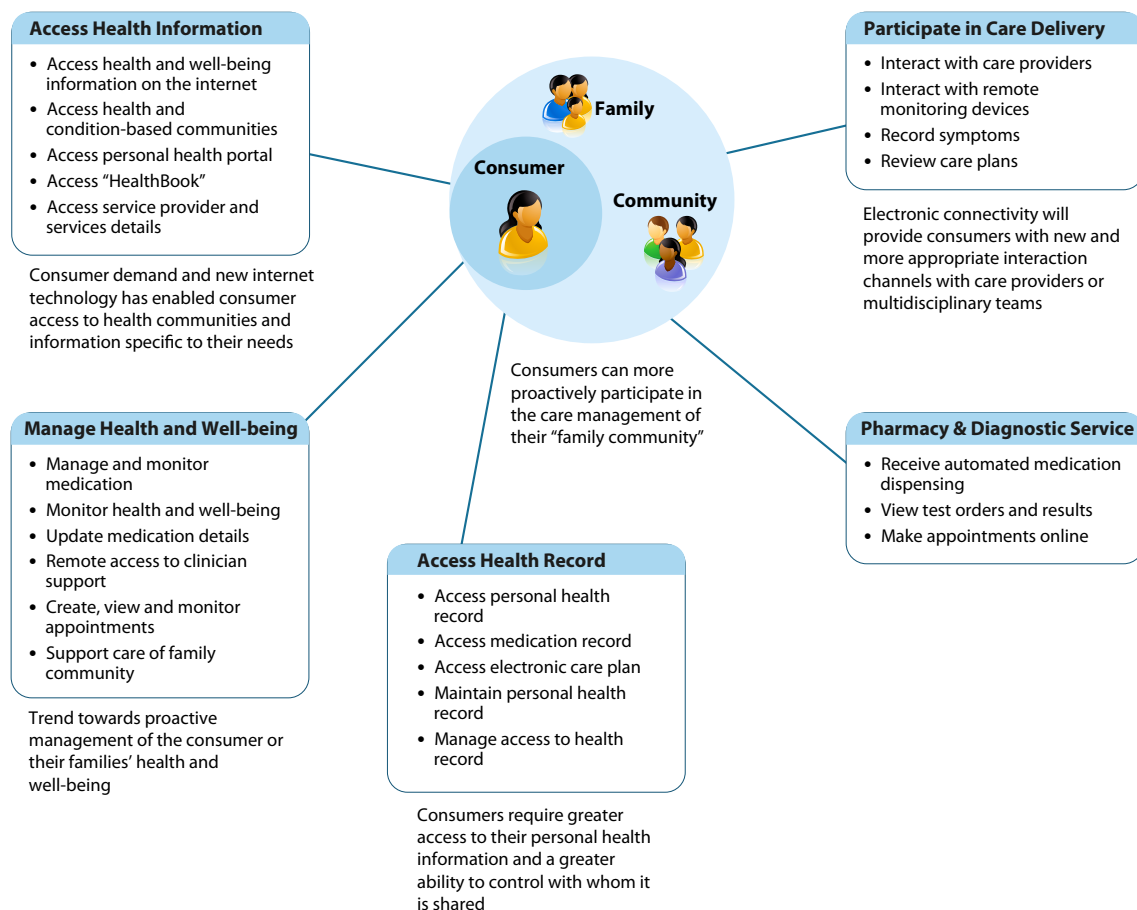 Access Health Information
• Access health and well-being
information on the internet
• Access health and
condition-based communities
• Access personal health portal
• Access “HealthBook”
• Access service provider and
services details
Consumer demand and new internet
technology has enabled consumer
access to health communities and
information specific to their needs
Family
Consumer
Community
Consumers can more
proactively participate in
the care management of
their “family community”
Participate in Care Delivery
• Interact with care providers
• Interact with remote
monitoring devices
• Record symptoms
• Review care plans
Electronic connectivity will
provide consumers with new and
more appropriate interaction
channels with care providers or
multidisciplinary teams
Manage Health and Well-being
• Manage and monitor
medication
• Monitor health and well-being
• Update medication details
• Remote access to clinician
support
• Create, view and monitor
appointments
• Support care of family
community
Trend towards proactive
management of the consumer or
their families’ health and
well-being
Access Health Record
• Access personal health
record
• Access medication record
• Access electronic care plan
• Maintain personal health
record
• Manage access to health
record
Consumers require greater
access to their personal health
information and a greater
ability to control with whom it
is shared
Pharmacy & Diagnostic Service
• Receive automated medication
dispensing
• View test orders and results
• Make appointments online